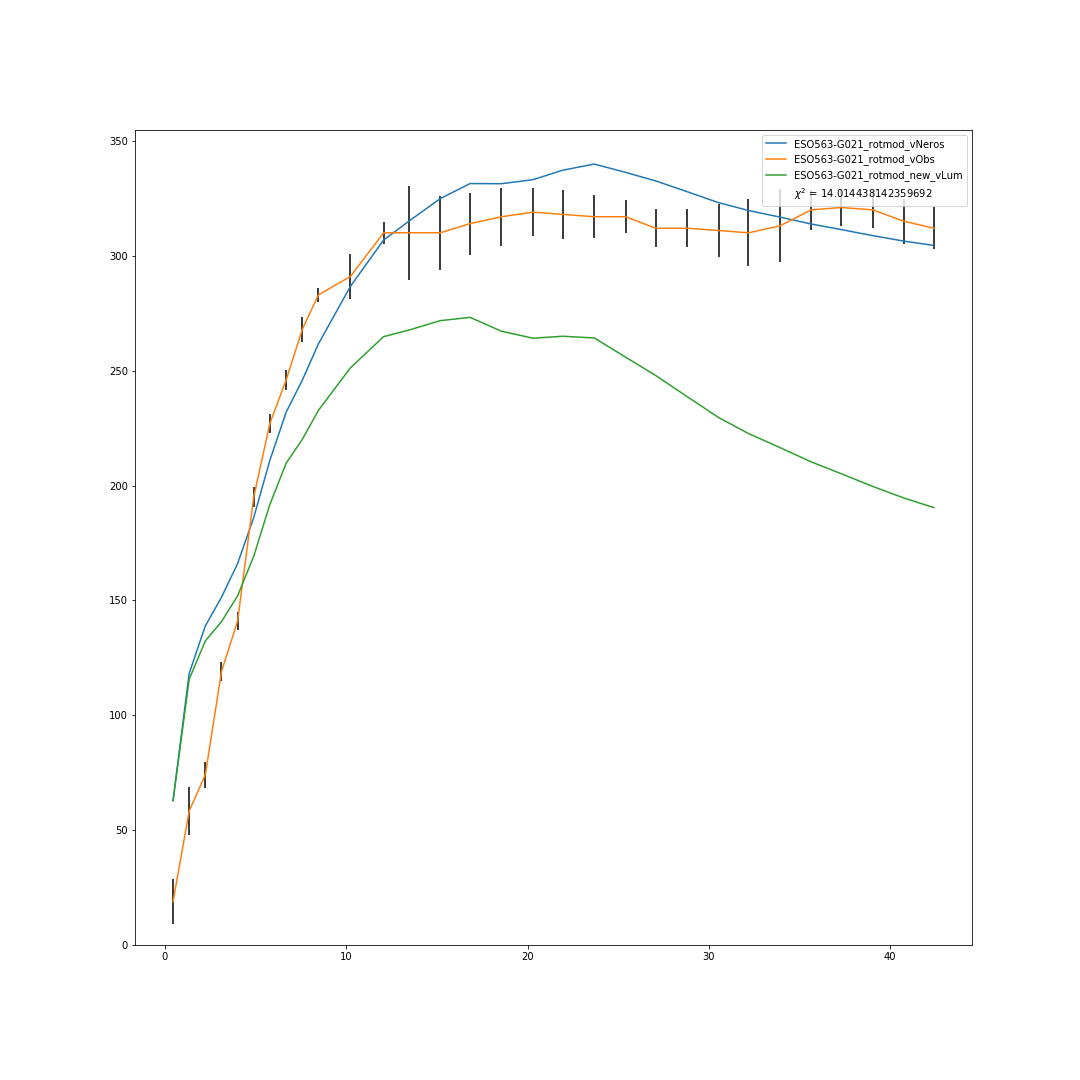 350
300
250
200
150
100
50
0
0 10 20 30 40
ESO563-G021_rotmod_vNeros
ESO563-G021_rotmod_vObs
ESO563-G021_rotmod_new_vLum
χ² = 14.014438142359692